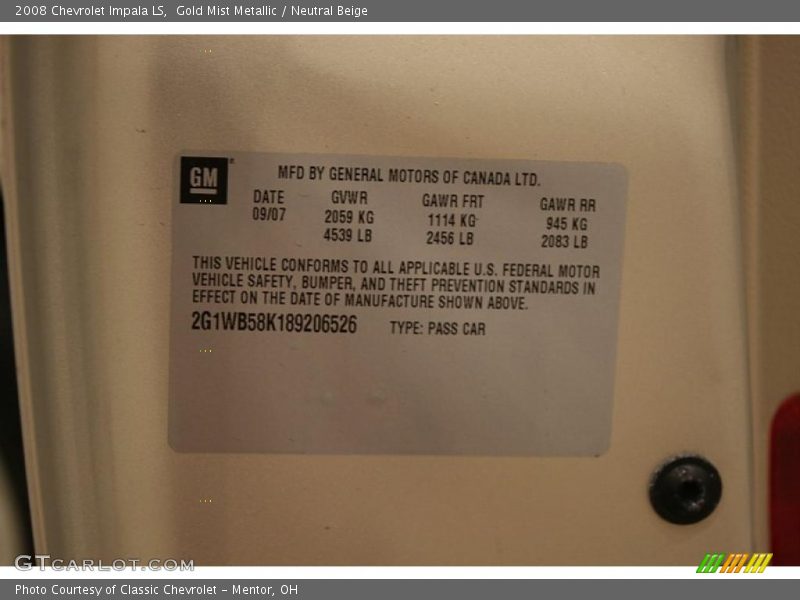 2008 Chevrolet Impala LS,  Gold Mist Metallic / Neutral Beige
GM
MFD BY GENERAL MOTORS OF CANADA LTD.
DATE GVWR GAWR FRT GAWR RR
09/07 2059 KG 1114 KG 945 KG
4539 LB 2456 LB 2083 LB
THIS VEHICLE CONFORMS TO ALL APPLICABLE U.S. FEDERAL MOTOR
VEHICLE SAFETY, BUMPER, AND THEFT PREVENTION STANDARDS IN
EFFECT ON THE DATE OF MANUFACTURE SHOWN ABOVE.
2G1WB58K189206526 TYPE: PASS CAR
GTCARLOT.COM
Photo Courtesy of Classic Chevrolet - Mentor, OH